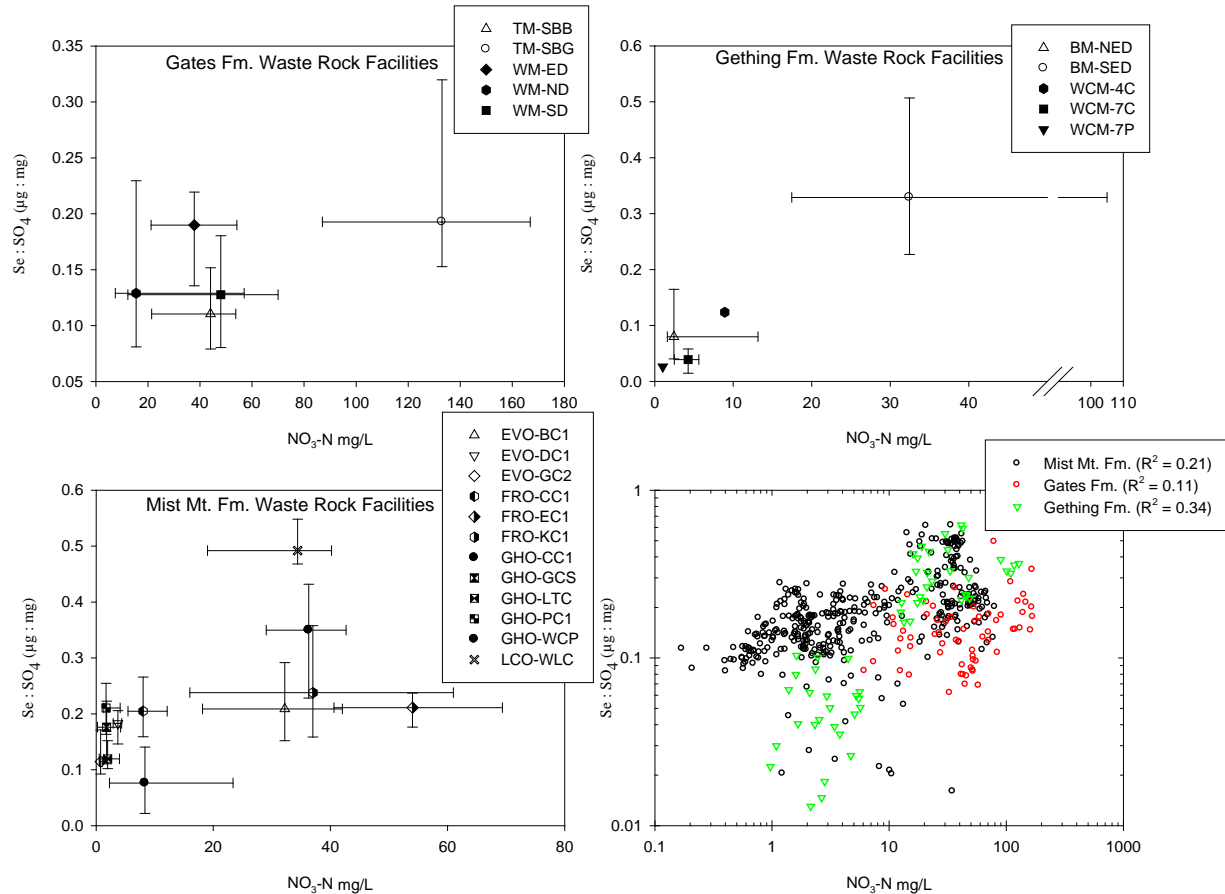 TM-SBB
TM-SBG
WM-ED
WM-ND
WM-SD
Gates Fm. Waste Rock Facilities
0.35
0.30
0.25
0.20
0.15
0.10
0.05
Se : SO4 (µg : mg)
0 20 40 60 80 100 120 140 160 180
NO3-N mg/L
BM-NED
BM-SED
WCM-4C
WCM-7C
WCM-7P
Gething Fm. Waste Rock Facilities
0.6
0.5
0.4
0.3
0.2
0.1
0.0
Se : SO4 (µg : mg)
0 10 20 30 40 100 110
NO3-N mg/L
EVO-BC1
EVO-DC1
EVO-GC2
FRO-CC1
FRO-EC1
FRO-KC1
GHO-CC1
GHO-GCS
GHO-LTC
GHO-PC1
GHO-WCP
LCO-WLC
Mist Mt. Fm. Waste Rock Facilities
0.6
0.5
0.4
0.3
0.2
0.1
0.0
Se : SO4 (µg : mg)
0 20 40 60 80
NO3-N mg/L
Mist Mt. Fm. (R2 = 0.21)
Gates Fm. (R2 = 0.11)
Gething Fm. (R2 = 0.34)
1
0.1
0.01
Se : SO4 (µg : mg)
0.1 1 10 100 1000
NO3-N mg/L